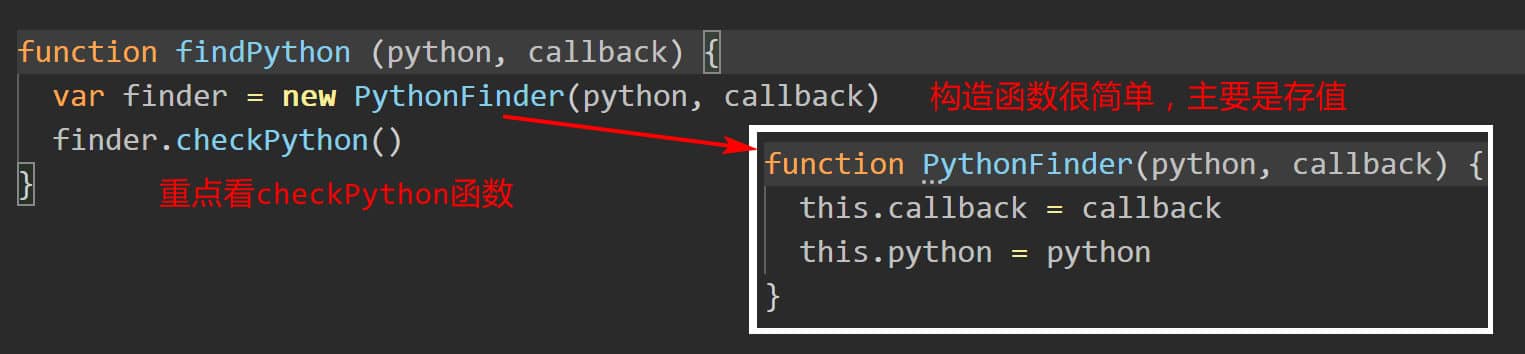 function findPython (python, callback) {
var finder = new PythonFinder(python, callback)
构造函数很简单，主要是存值
finder.checkPython()
}
重点看checkPython函数
function PythonFinder(python, callback) {
this.callback = callback
this.python = python
}